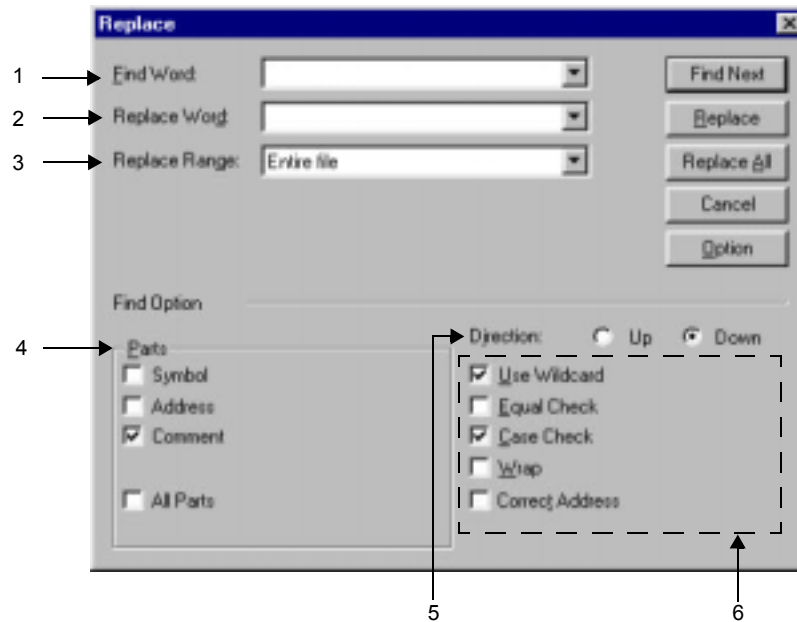 Replace
1
Find Word:
Find Next
2
Replace Word:
Replace
3
Replace Range:
Entire file
Replace All
Cancel
Option
Find Option
4
Parts
Symbol
Address
Comment
All Parts
Direction:
Up
Down
Use Wildcard
Equal Check
Case Check
Wrap
Correct Address
5
6